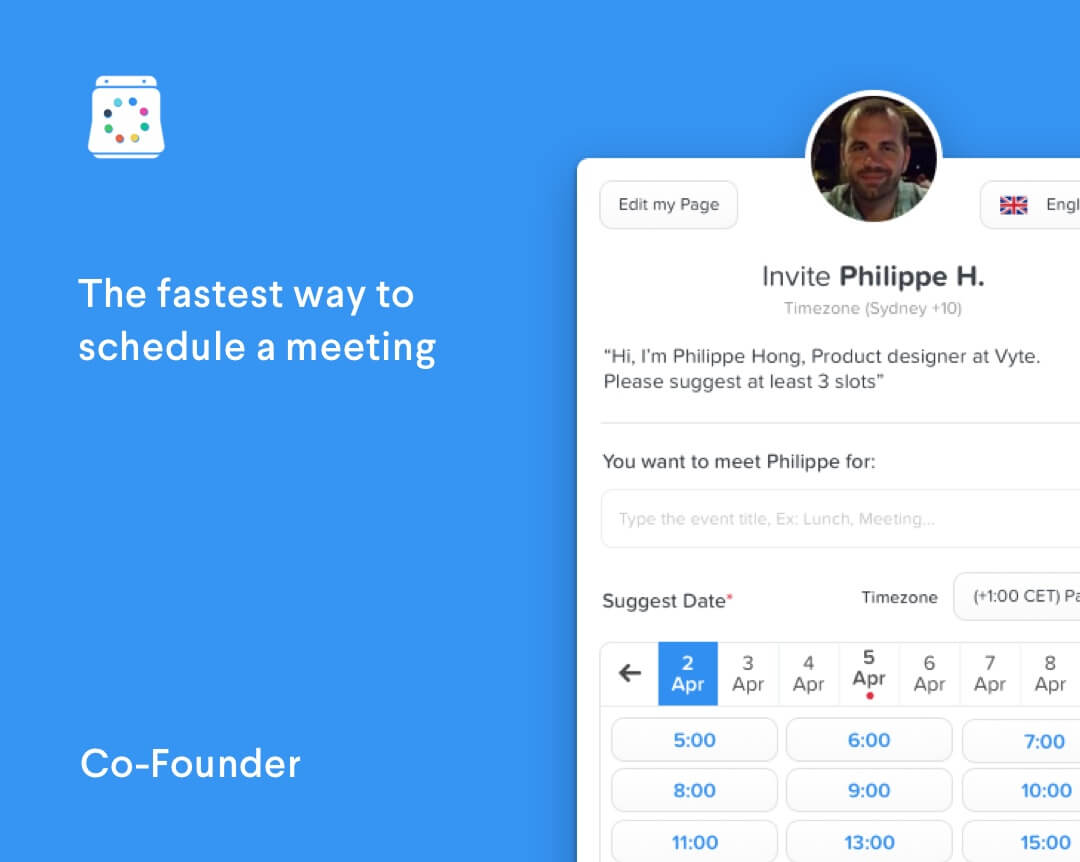 The fastest way to
schedule a meeting
Co-Founder
Edit my Page
Engl
Invite Philippe H.
Timezone (Sydney +10)
“Hi, I’m Philippe Hong, Product designer at Vyte.
Please suggest at least 3 slots”
You want to meet Philippe for:
Type the event title, Ex: Lunch, Meeting...
Suggest Date*
Timezone
(+1:00 CET) Pa
2 3 4 5 6 7 8
Apr Apr Apr Apr Apr Apr Apr
5:00 6:00 7:00
8:00 9:00 10:00
11:00 13:00 15:00